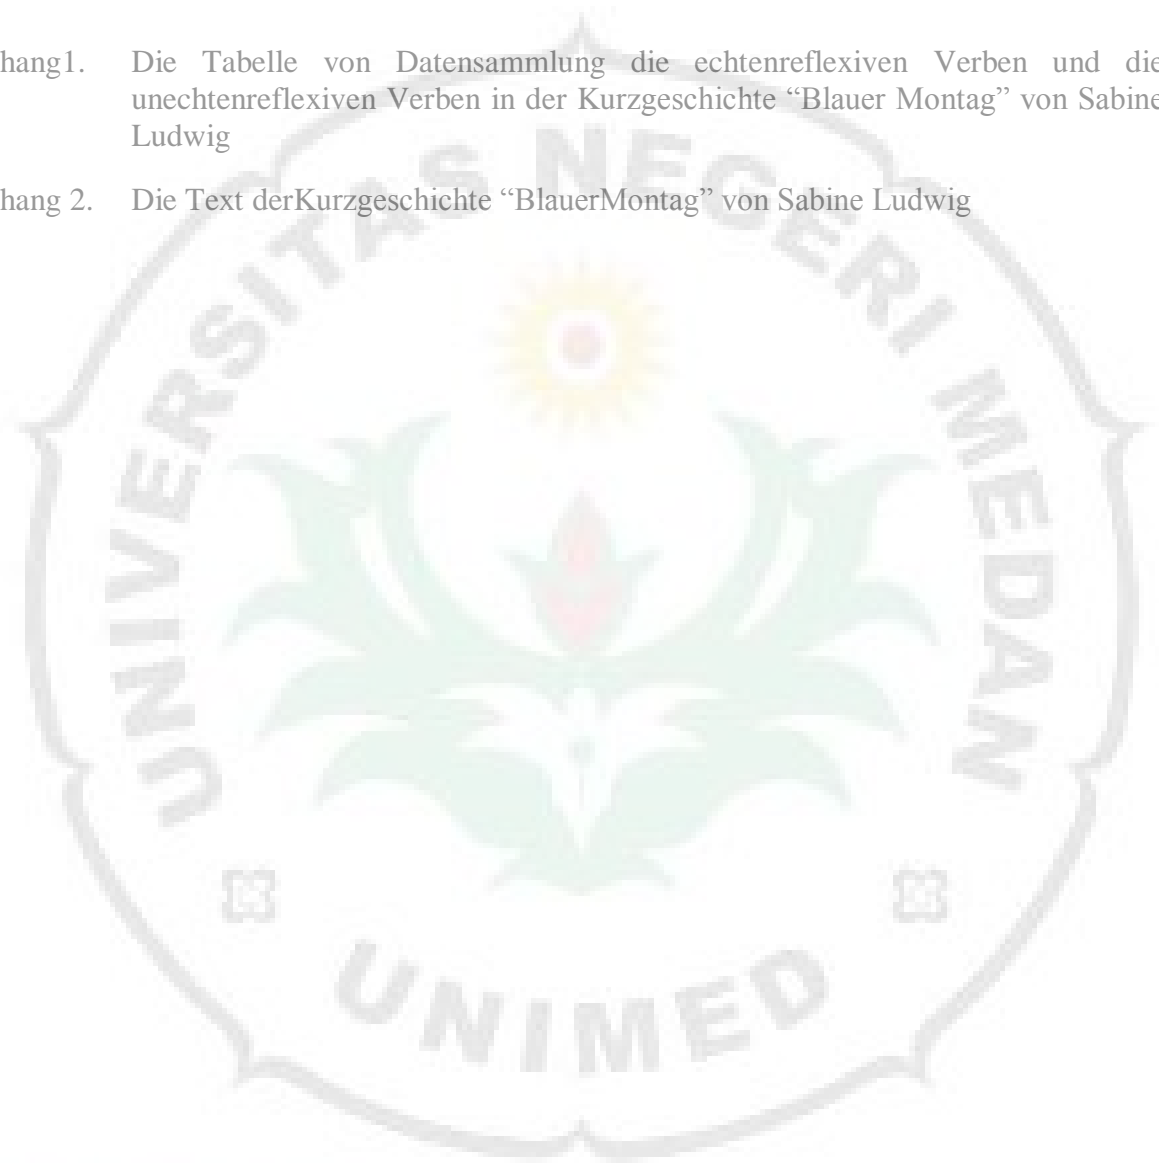 hang1. Die Tabelle von Datensammlung die echtenreflexiven Verben und die
unechtenreflexiven Verben in der Kurzgeschichte “Blauer Montag” von Sabine
Ludwig
hang 2. Die Text derKurzgeschichte “BlauerMontag” von Sabine Ludwig
UNIVERSITAS NEGERI MEDAN
UNIMED